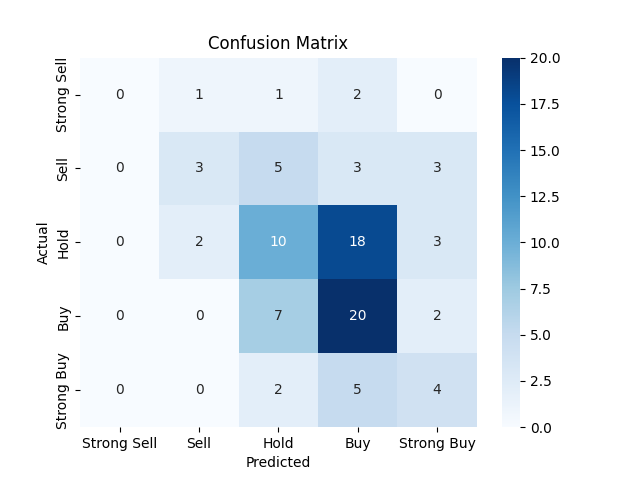 Confusion Matrix
Actual
Strong Sell 0 1 1 2 0
Sell 0 3 5 3 3
Hold 0 2 10 18 3
Buy 0 0 7 20 2
Strong Buy 0 0 2 5 4
Strong Sell Sell Hold Buy Strong Buy
Predicted
20.0
17.5
15.0
12.5
10.0
7.5
5.0
2.5
0.0